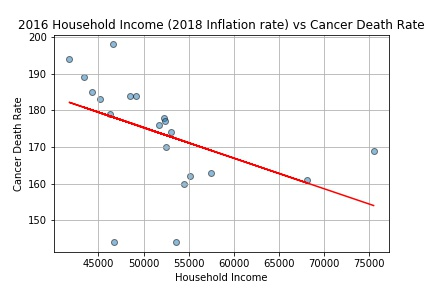 2016 Household Income (2018 Inflation rate) vs Cancer Death Rate
200
190
180
170
160
150
Cancer Death Rate
45000 50000 55000 60000 65000 70000 75000
Household Income